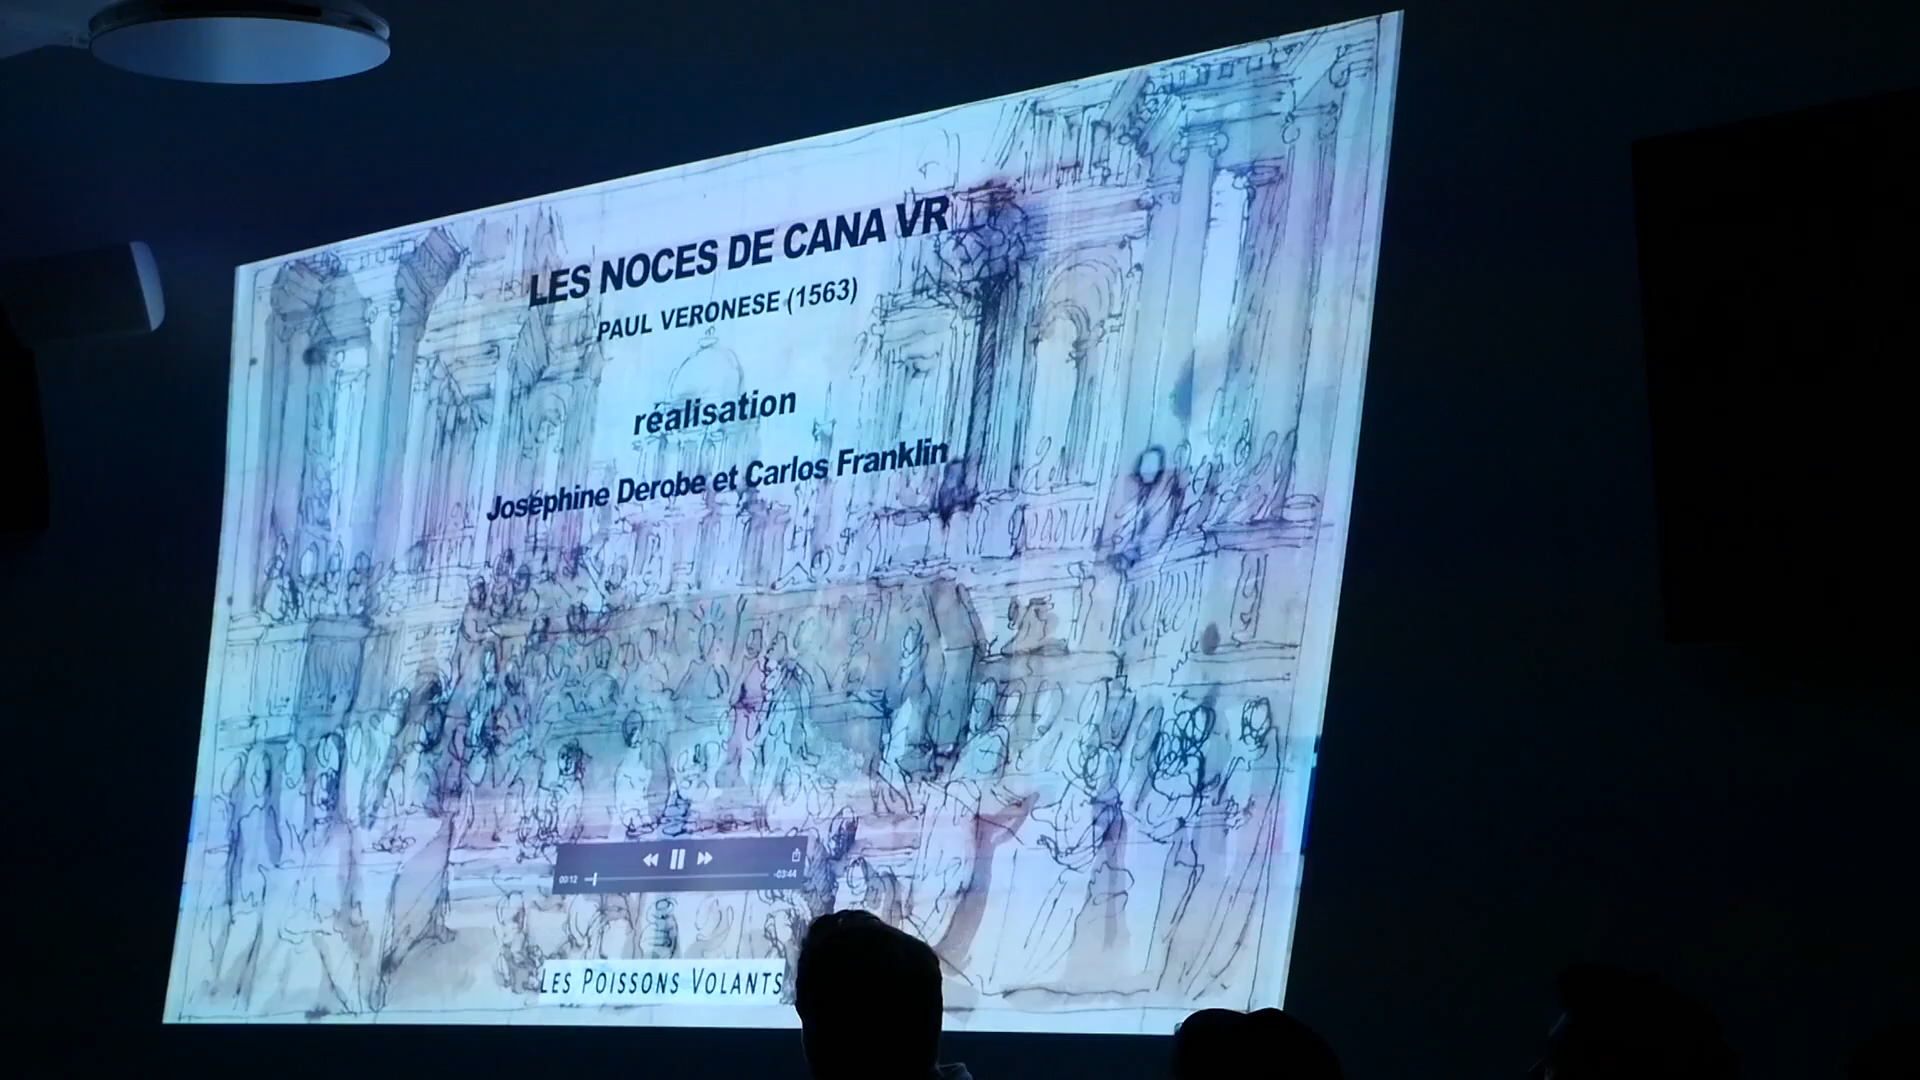 LES NOCES DE CANA VR
PAUL VERONESE (1563)
réalisation
Joséphine Derobe et Carlos Franklin
00:12
-03:44
LES POISSONS VOLANTS